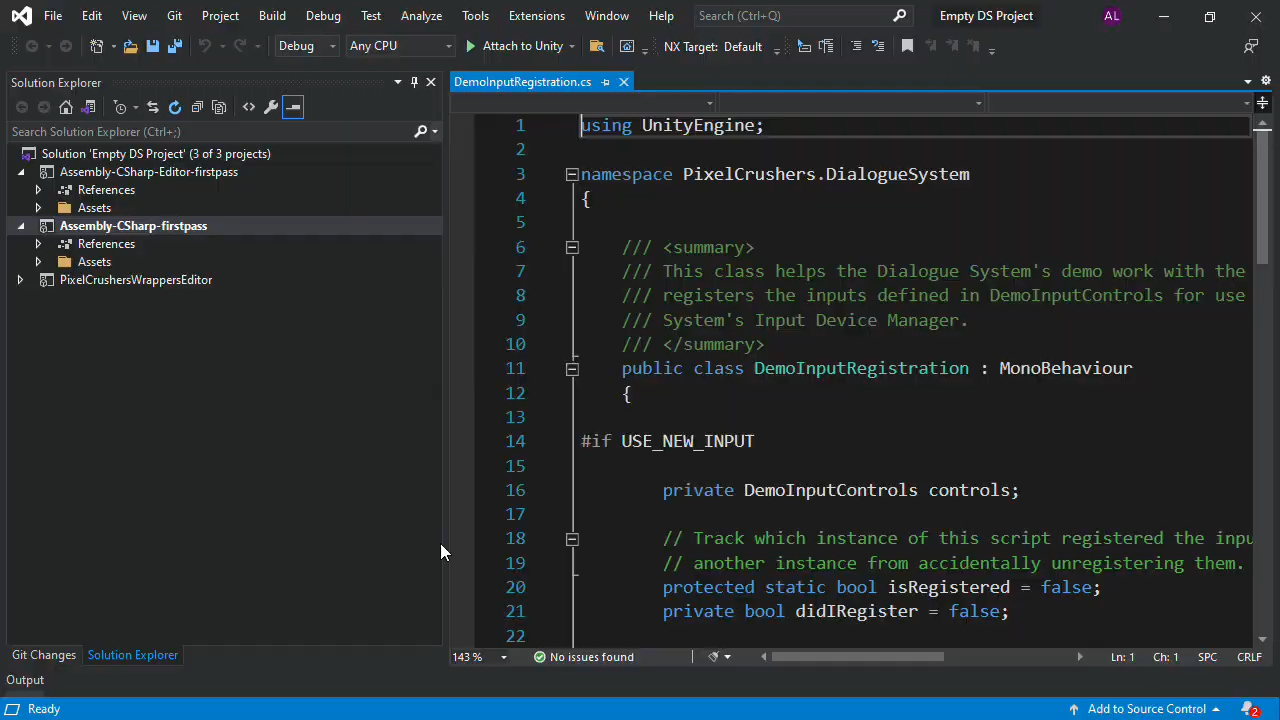 File Edit View Git Project Build Debug Test Analyze Tools Extensions Window Help Search (Ctrl+Q) Empty DS Project AL
Debug Any CPU Attach to Unity NX Target: Default
Solution Explorer
Search Solution Explorer (Ctrl+;)
Solution 'Empty DS Project' (3 of 3 projects)
Assembly-CSharp-Editor-firstpass
References
Assets
Assembly-CSharp-firstpass
References
Assets
PixelCrushersWrappersEditor
Git Changes Solution Explorer
Output
DemoInputRegistration.cs
1 using UnityEngine;
2
3 namespace PixelCrushers.DialogueSystem
4 {
5
6 /// <summary>
7 /// This class helps the Dialogue System's demo work with the
8 /// registers the inputs defined in DemoInputControls for use
9 /// System's Input Device Manager.
10 /// </summary>
11 public class DemoInputRegistration : MonoBehaviour
12 {
13
14 #if USE_NEW_INPUT
15
16 private DemoInputControls controls;
17
18 // Track which instance of this script registered the inpu
19 // another instance from accidentally unregistering them.
20 protected static bool isRegistered = false;
21 private bool didIRegister = false;
22
143 % No issues found Ln: 1 Ch: 1 SPC CRLF
Ready Add to Source Control 2